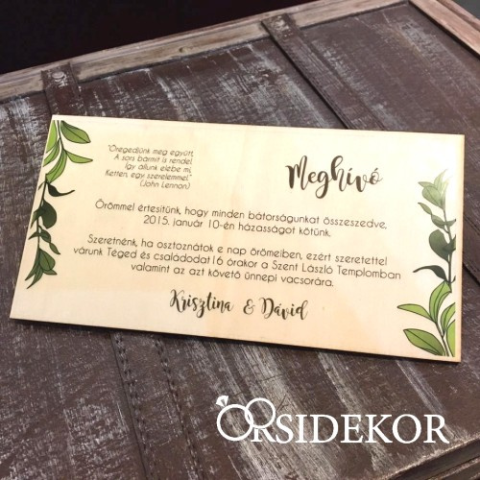 "Öregedjünk meg együtt,
A sors bármit is rendel.
Így állunk elébe mi,
Ketten, egy szerelemmel."
(John Lennon)
Meghívó
Örömmel értesítünk, hogy minden bátorságunkat összeszedve,
2015. január 10-én házasságot kötünk.
Szeretnénk, ha osztoznátok e nap örömeiben, ezért szeretettel
várunk Téged és családodat 16 órakor a Szent László Templomban
valamint az azt követő ünnepi vacsorára.
Krisztina & Dávid
ORSIDEKOR